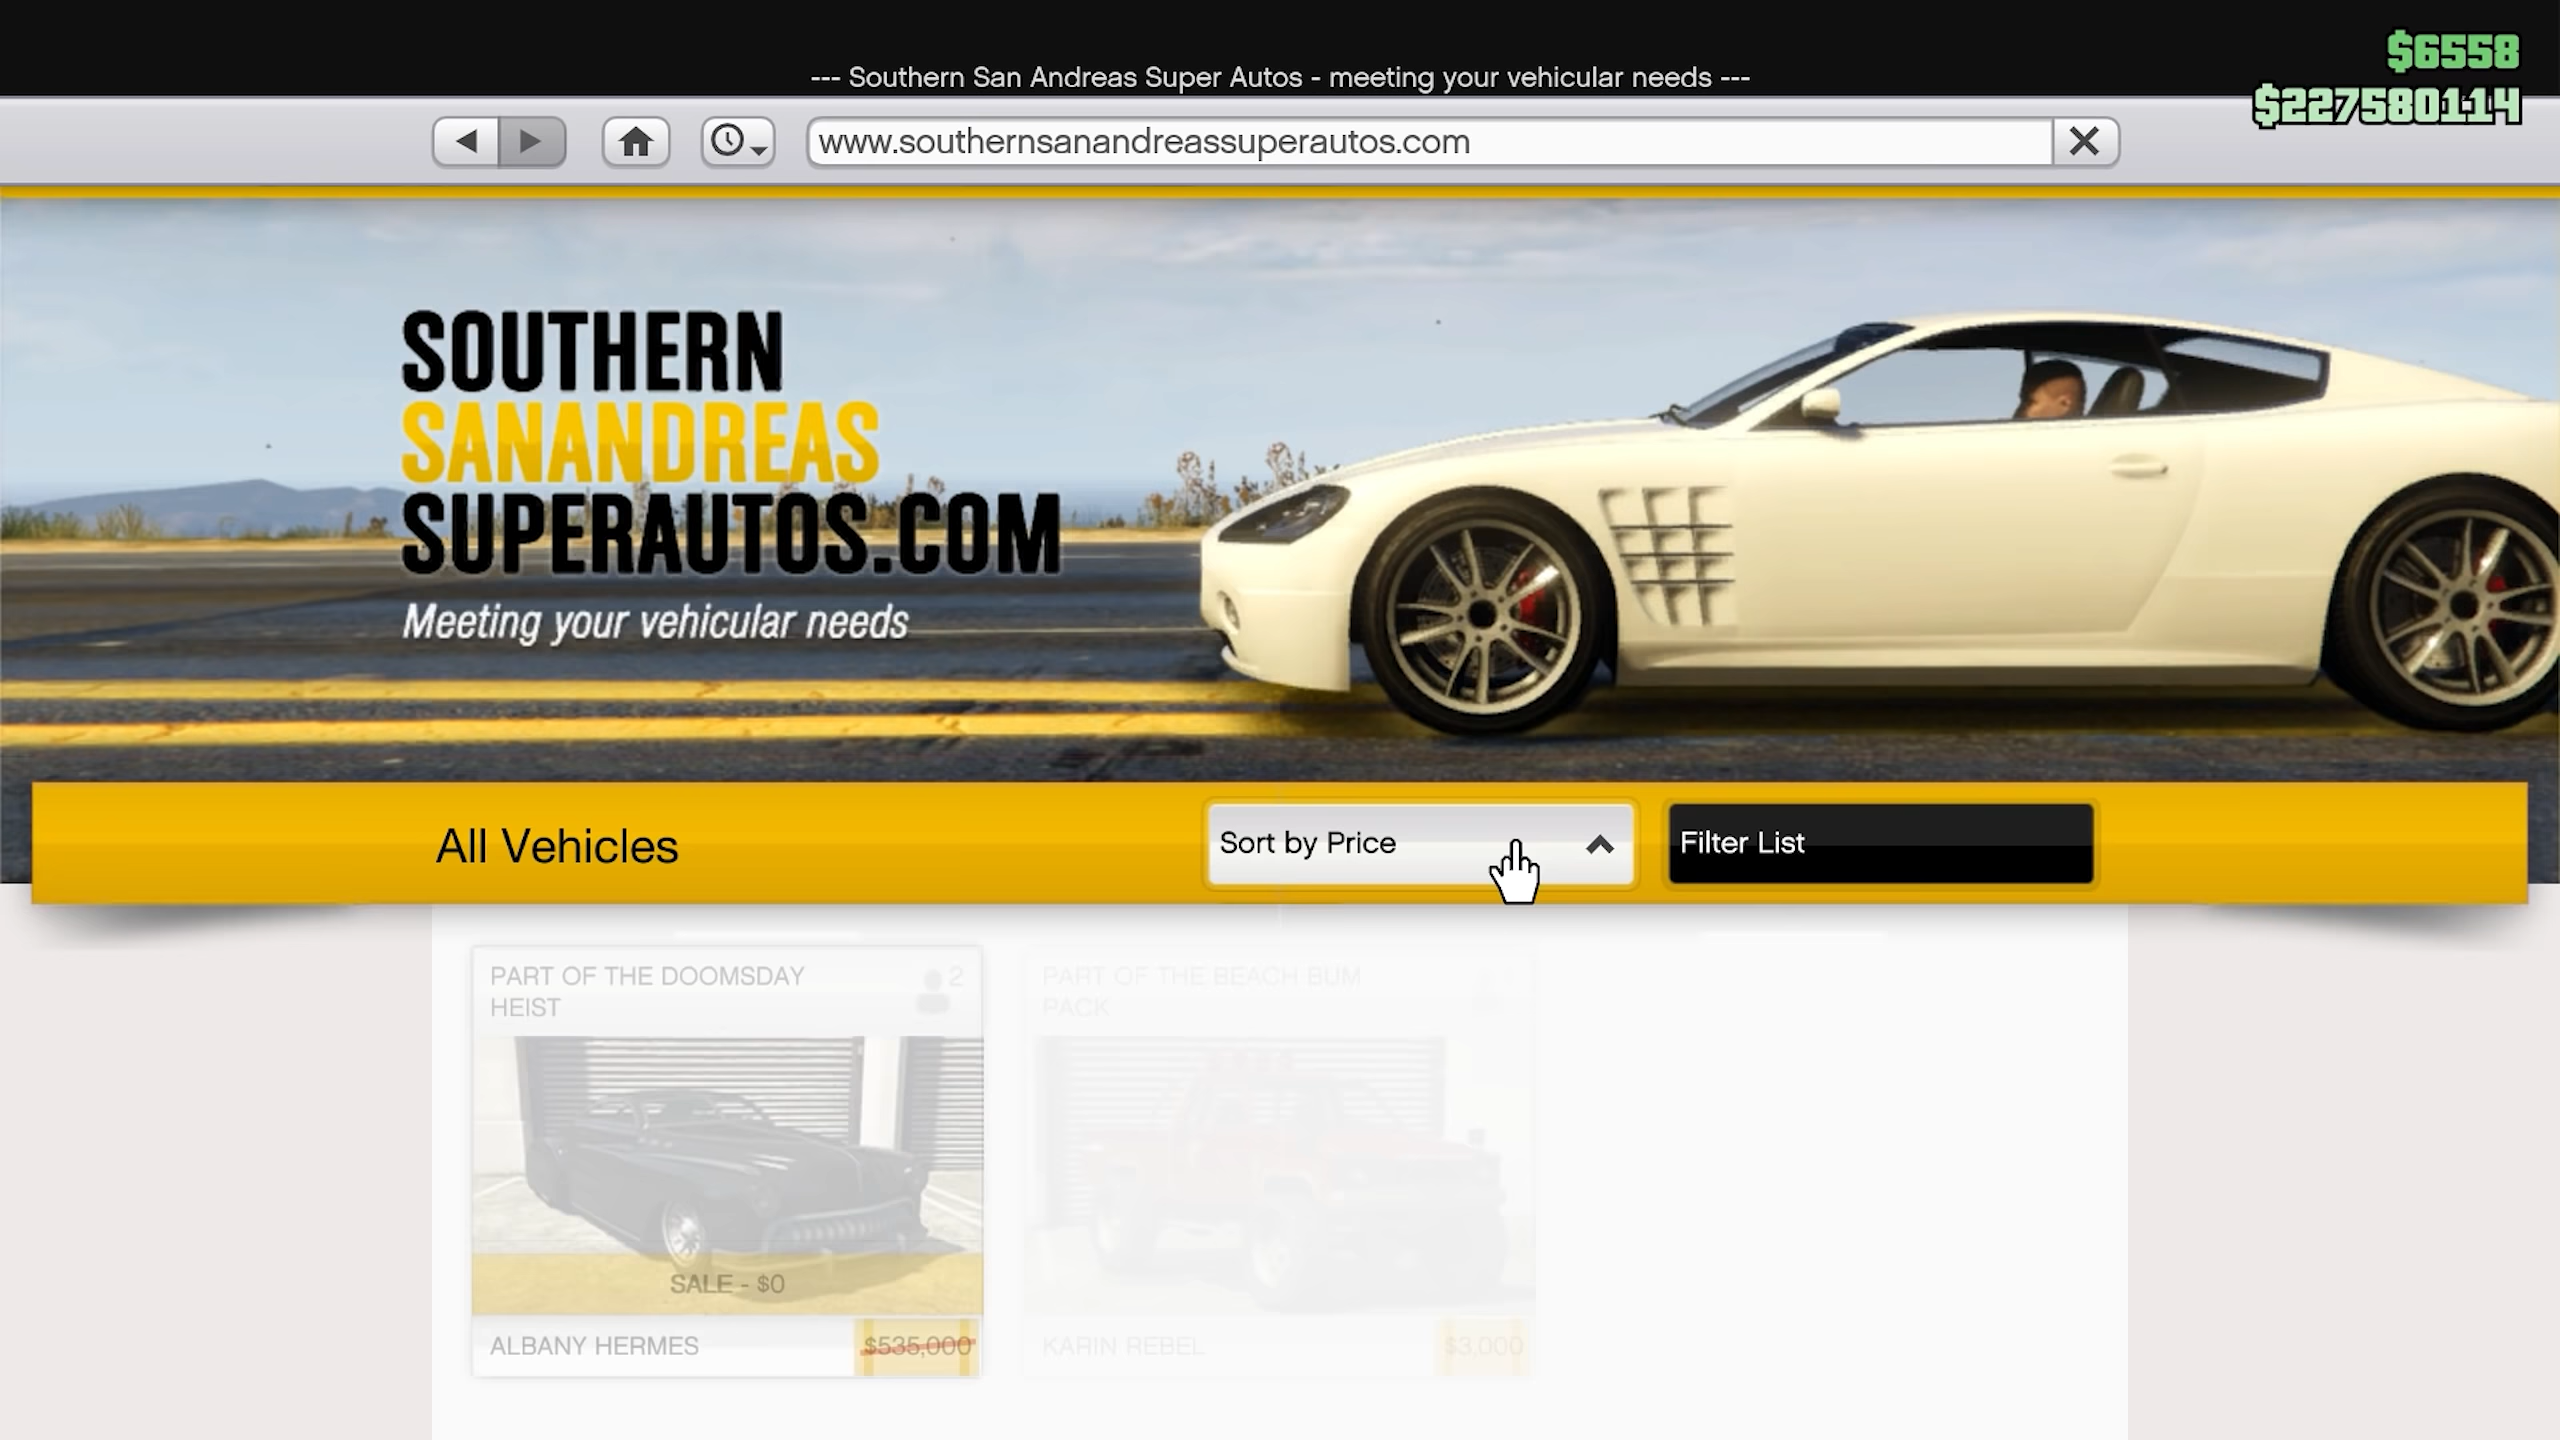 --- Southern San Andreas Super Autos - meeting your vehicular needs ---
$6558
$227580114
www.southernsanandreassuperautos.com
SOUTHERN
SANANDREAS
SUPERAUTOS.COM
Meeting your vehicular needs
All Vehicles
Sort by Price
Filter List
PART OF THE DOOMSDAY
HEIST
2
SALE - $0
ALBANY HERMES
$535,000
PART OF THE BEACH BUM
PACK
KARIN REBEL
$3,000